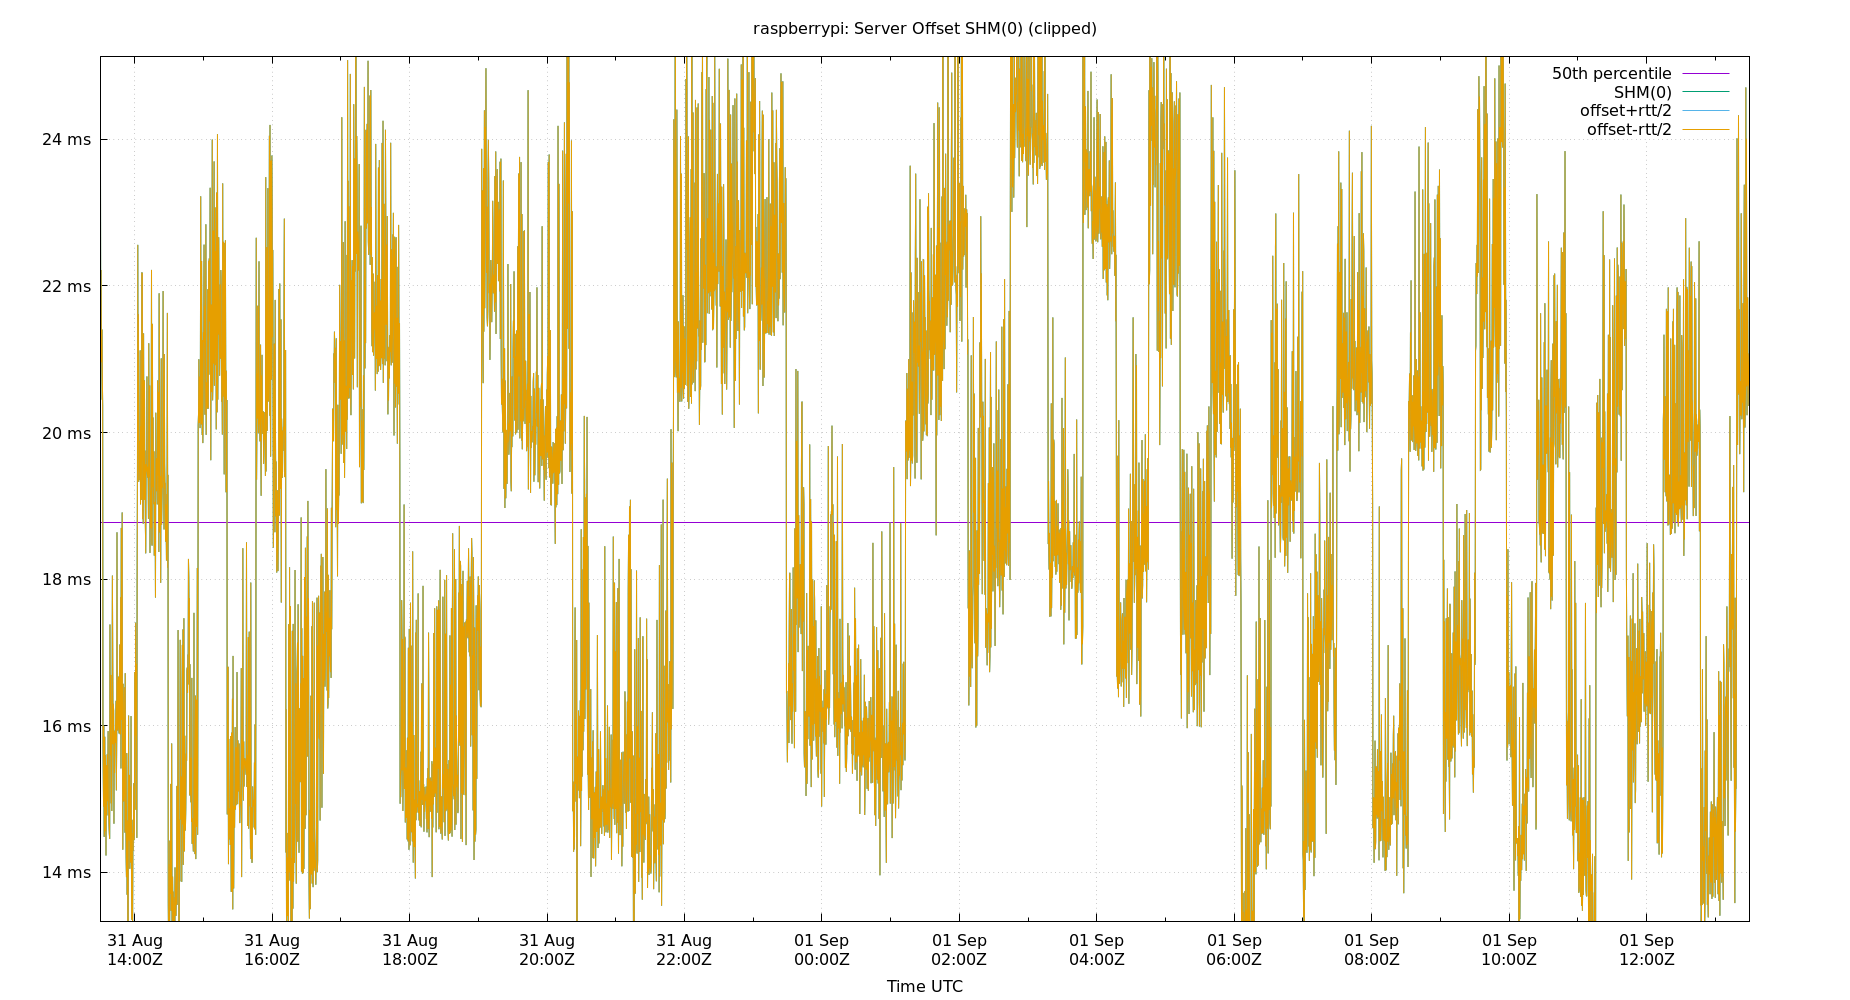 raspberrypi: Server Offset SHM(0) (clipped)
50th percentile
SHM(0)
offset+rtt/2
offset-rtt/2
24 ms
22 ms
20 ms
18 ms
16 ms
14 ms
31 Aug 31 Aug 31 Aug 31 Aug 31 Aug 01 Sep 01 Sep 01 Sep 01 Sep 01 Sep 01 Sep 01 Sep
14:00Z 16:00Z 18:00Z 20:00Z 22:00Z 00:00Z 02:00Z 04:00Z 06:00Z 08:00Z 10:00Z 12:00Z
Time UTC